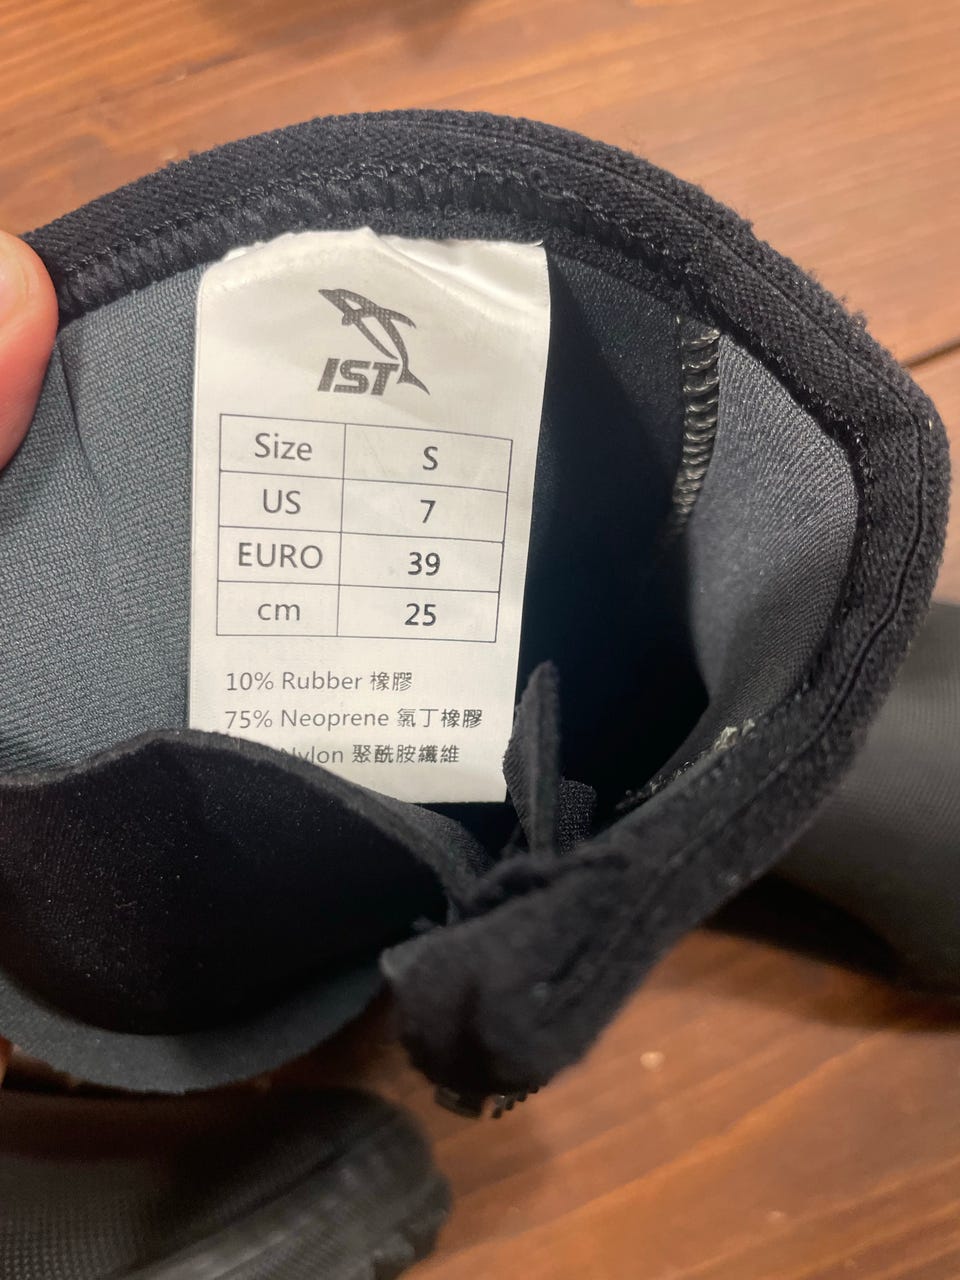 IST
Size S
US 7
EURO 39
cm 25
10% Rubber 橡膠
75% Neoprene 氯丁橡膠
Nylon 聚酰胺纖維